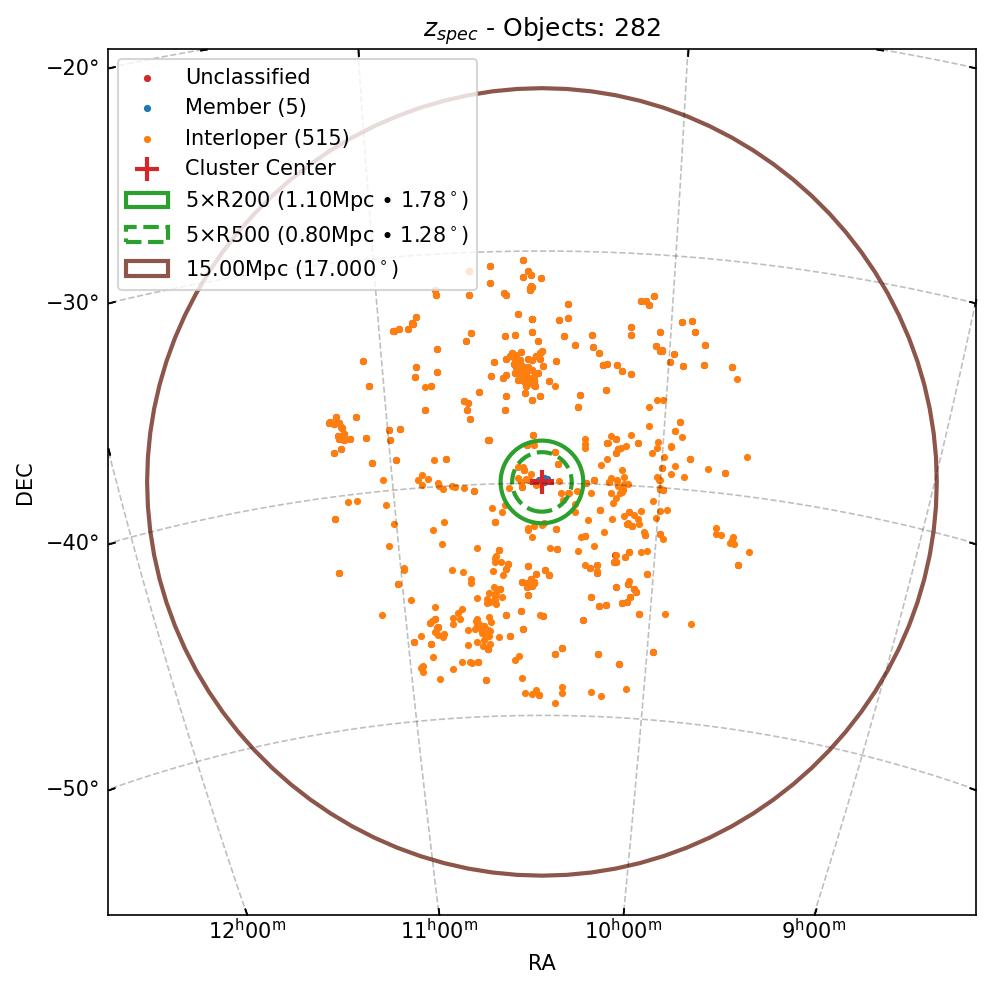 z_spec - Objects: 282
Unclassified
Member (5)
Interloper (515)
Cluster Center
5×R200 (1.10Mpc • 1.78°)
5×R500 (0.80Mpc • 1.28°)
15.00Mpc (17.000°)
−20°
−30°
−40°
−50°
DEC
12ʰ00ᵐ 11ʰ00ᵐ 10ʰ00ᵐ 9ʰ00ᵐ
RA